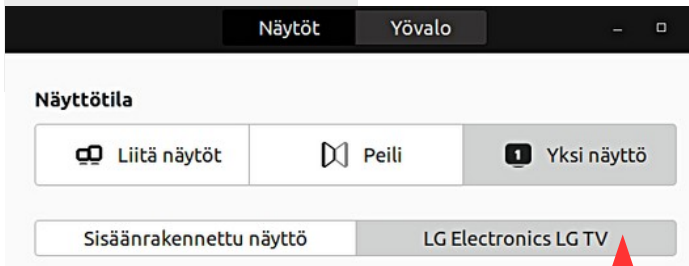 Näytöt Yövalo
Näyttötila
Liitä näytöt Peili 1 Yksi näyttö
Sisäänrakennettu näyttö LG Electronics LG TV